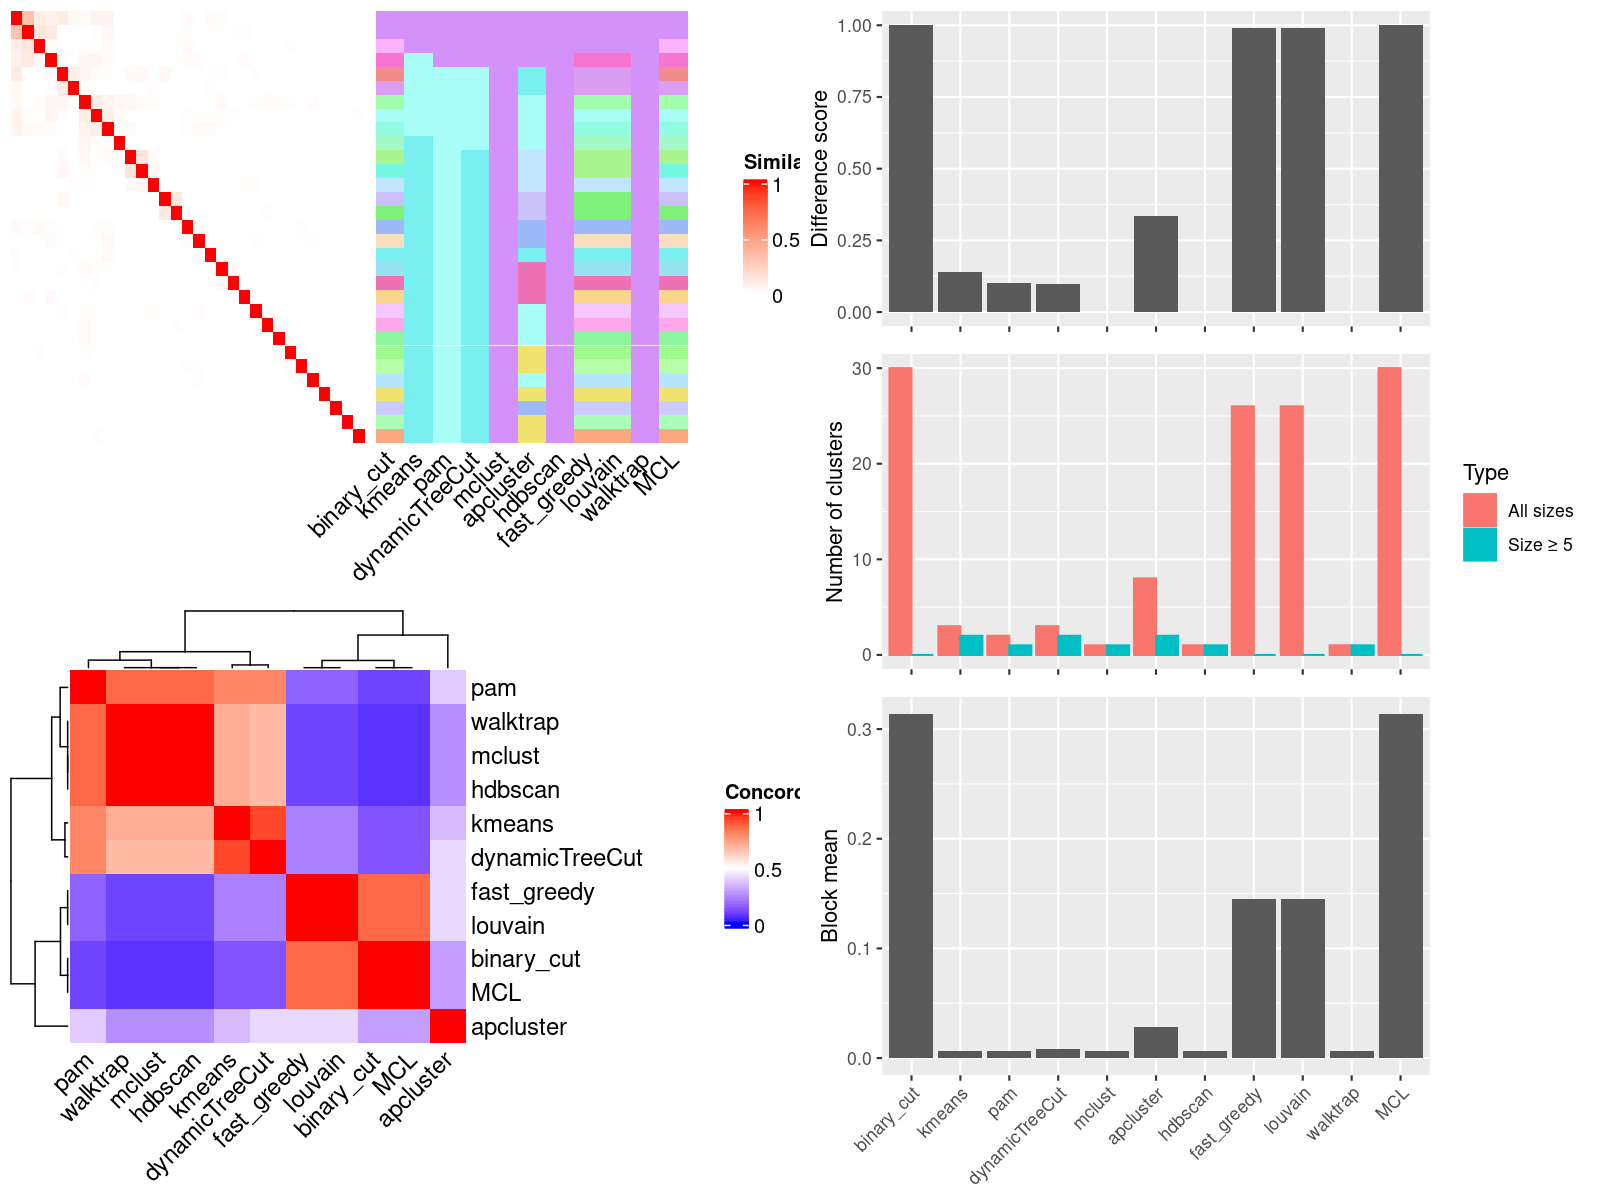 Simila
1
0.5
0
binary_cut
kmeans
pam
dynamicTreeCut
mclust
apcluster
hdbscan
fast_greedy
louvain
walktrap
MCL
Difference score
1.00
0.75
0.50
0.25
0.00
Number of clusters
30
20
10
0
Type
All sizes
Size ≥ 5
pam
walktrap
mclust
hdbscan
kmeans
dynamicTreeCut
fast_greedy
louvain
binary_cut
MCL
apcluster
pam
walktrap
mclust
hdbscan
kmeans
dynamicTreeCut
fast_greedy
louvain
binary_cut
MCL
apcluster
Concord
1
0.5
0
Block mean
0.3
0.2
0.1
0.0
binary_cut
kmeans
pam
dynamicTreeCut
mclust
apcluster
hdbscan
fast_greedy
louvain
walktrap
MCL